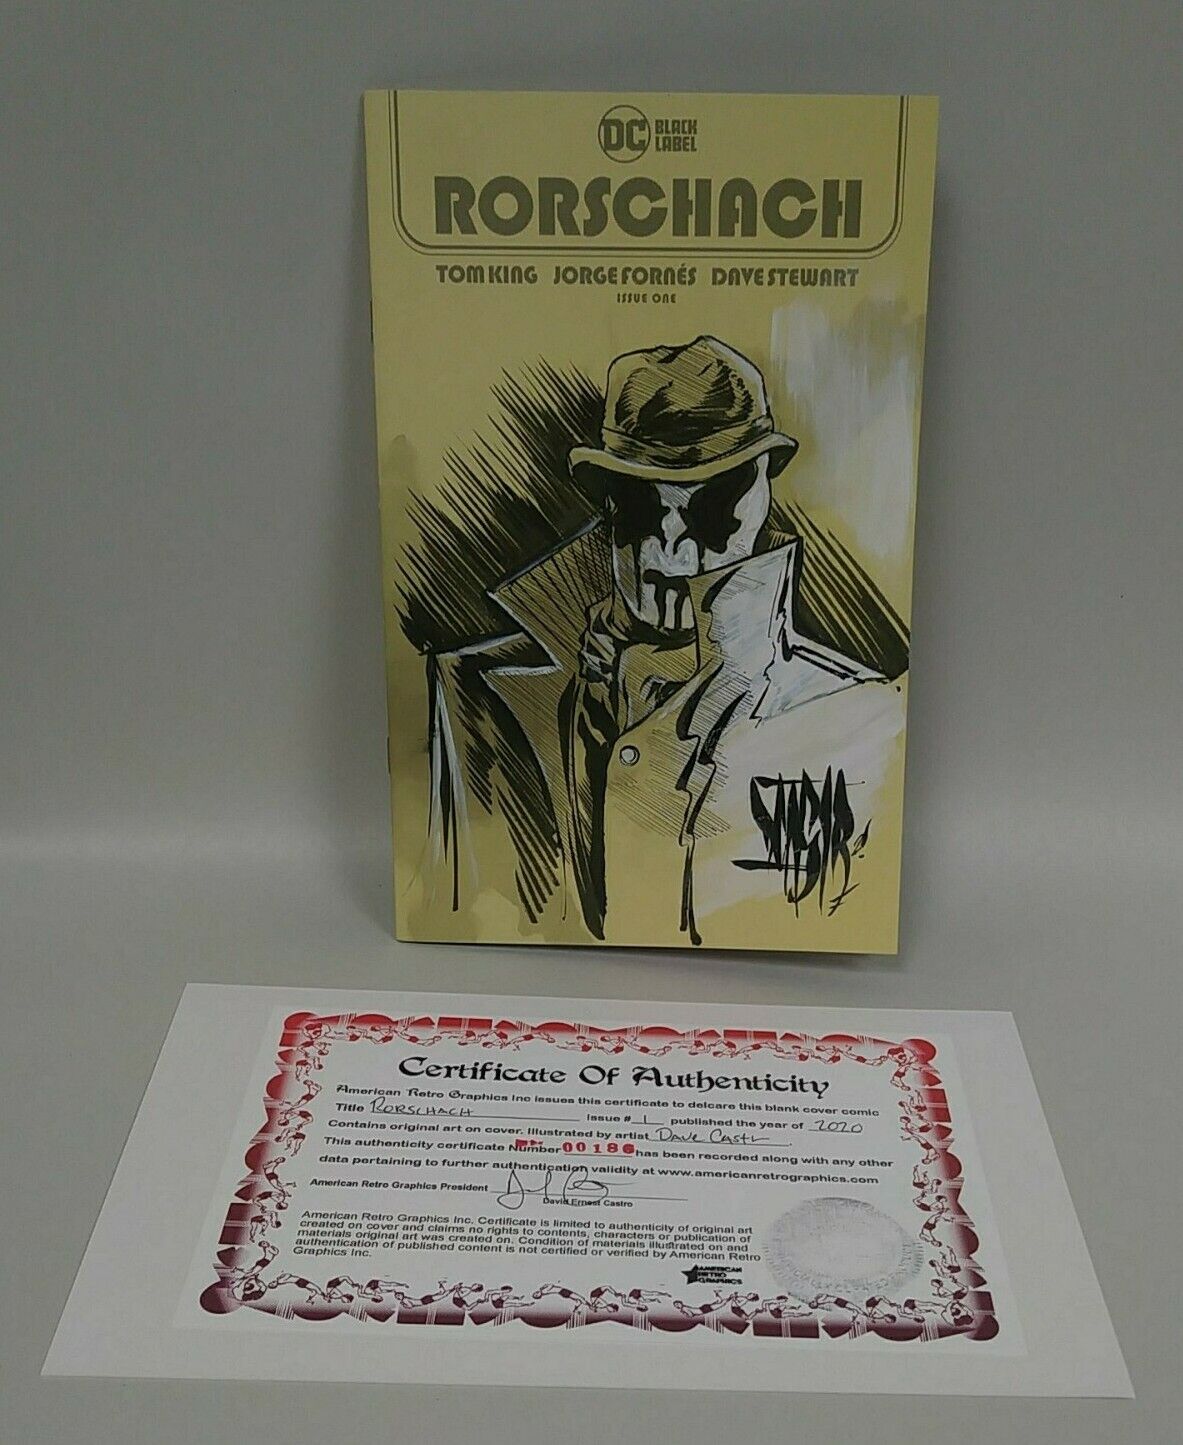 DC BLACK LABEL
RORSCHACH
TOM KING JORGE FORNÉS DAVE STEWART
ISSUE ONE
Certificate Of Authenticity
American Retro Graphics Inc issues this certificate to delcare this blank cover comic
Title RORSCHACH Issue # 1 published the year of 2020
Contains original art on cover. Illustrated by artist Dave Castr
This authenticity certificate Number 00186 has been recorded along with any other
data pertaining to further authentication validity at www.americanretrographics.com
American Retro Graphics President
David Ernest Castro
American Retro Graphics Inc. Certificate is limited to authenticity of original art
created on cover and claims no rights to contents, characters or publication of
materials original art was created on. Condition of materials illustrated on and
authentication of published content is not certified or verified by American Retro
Graphics Inc.
AMERICAN
RETRO
GRAPHICS